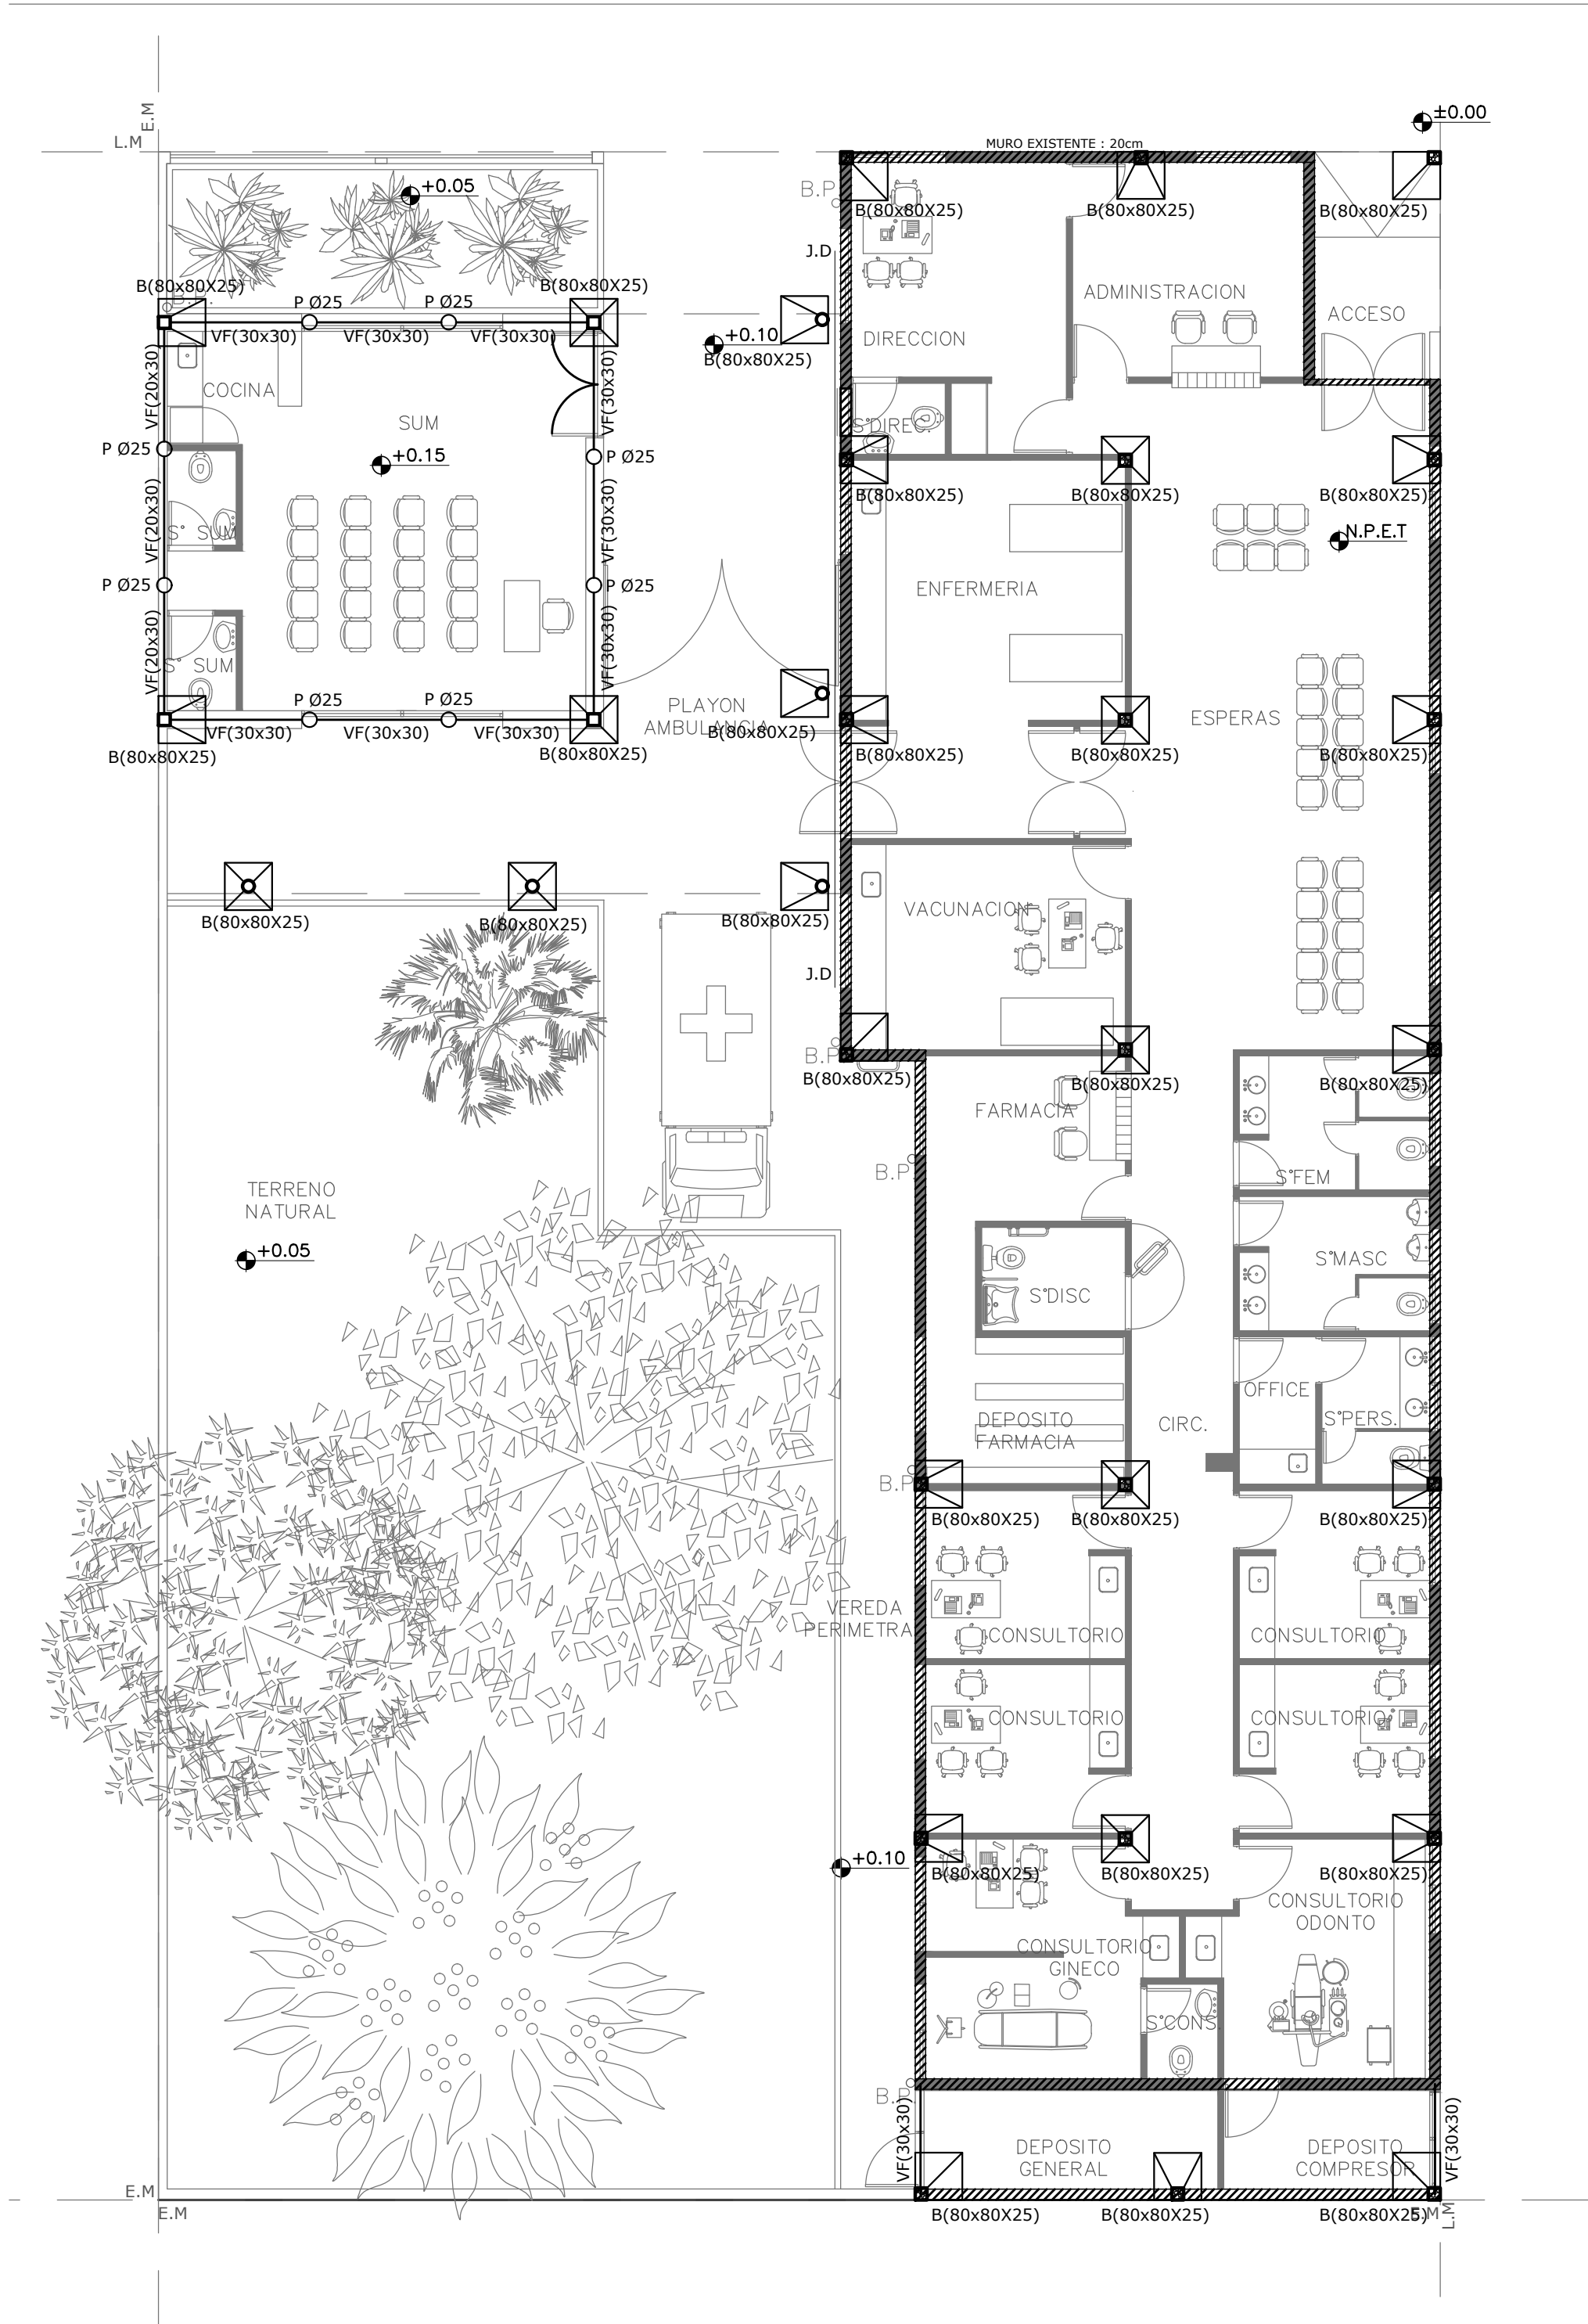 ±0.00
E.M
L.M
MURO EXISTENTE : 20cm
+0.05
B.P.
B(80x80X25)
B(80x80X25)
B(80x80X25)
J.D
B(80x80X25)
B.P.
P Ø25
P Ø25
B(80x80X25)
ADMINISTRACION
ACCESO
VF(30x30)
VF(30x30)
VF(30x30)
+0.10
B(80x80X25)
DIRECCION
VF(20x30)
COCINA
VF(30x30)
SUM
S°DIREC.
P Ø25
+0.15
P Ø25
B(80x80X25)
B(80x80X25)
B(80x80X25)
VF(20x30)
S° SUM
VF(30x30)
N.P.E.T
P Ø25
P Ø25
ENFERMERIA
VF(20x30)
S° SUM
VF(30x30)
P Ø25
P Ø25
PLAYON
AMBULANCIA
ESPERAS
VF(30x30)
VF(30x30)
VF(30x30)
B(80x80X25)
B(80x80X25)
B(80x80X25)
B(80x80X25)
B(80x80X25)
B(80x80X25)
VACUNACION
B(80x80X25)
B(80x80X25)
B(80x80X25)
J.D
B.P.
B(80x80X25)
B(80x80X25)
B(80x80X25)
FARMACIA
B.P.
S°FEM
TERRENO
NATURAL
+0.05
S°MASC
S°DISC
OFFICE
DEPOSITO
FARMACIA
CIRC.
S°PERS.
B.P.
B(80x80X25)
B(80x80X25)
B(80x80X25)
VEREDA
PERIMETRAL
CONSULTORIO
CONSULTORIO
CONSULTORIO
CONSULTORIO
+0.10
B(80x80X25)
B(80x80X25)
B(80x80X25)
CONSULTORIO
ODONTO
CONSULTORIO
GINECO
S°CONS.
B.P.
VF(30x30)
VF(30x30)
DEPOSITO
GENERAL
DEPOSITO
COMPRESOR
E.M
E.M
B(80x80X25)
B(80x80X25)
B(80x80X25)
E.M
L.M